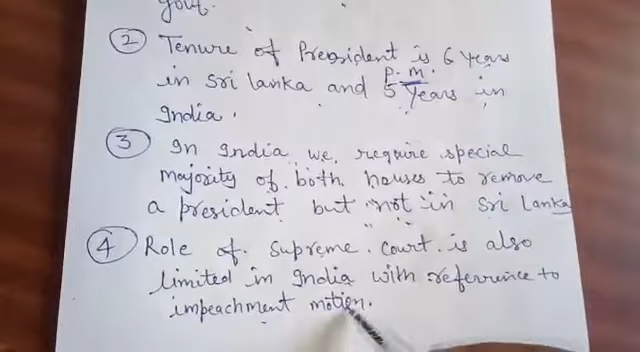 govt.
② Tenure of President is 6 years
in Sri Lanka and 5 years in
P.M.
India.
③ In India we require special
majority of both houses to remove
a president but "not" in Sri Lanka
④ Role of Supreme court is also
limited in India with referrence to
impeachment motion.